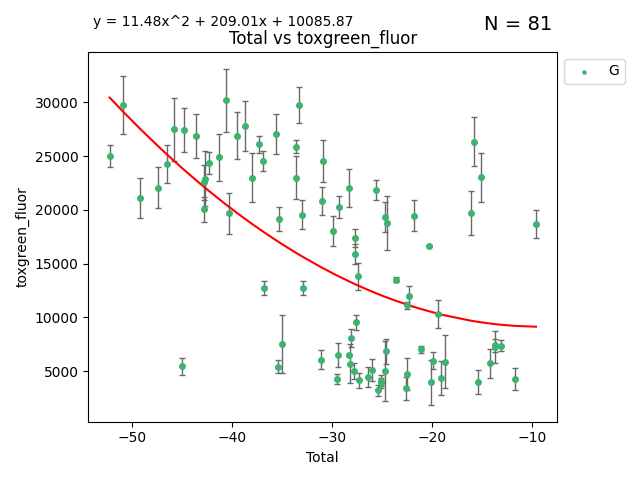 y = 11.48x^2 + 209.01x + 10085.87
N = 81
Total vs toxgreen_fluor
G
30000
25000
20000
15000
10000
5000
toxgreen_fluor
−50 −40 −30 −20 −10
Total